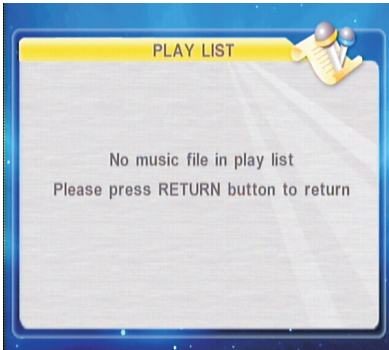 PLAY LIST
No music file in play list
Please press RETURN button to return